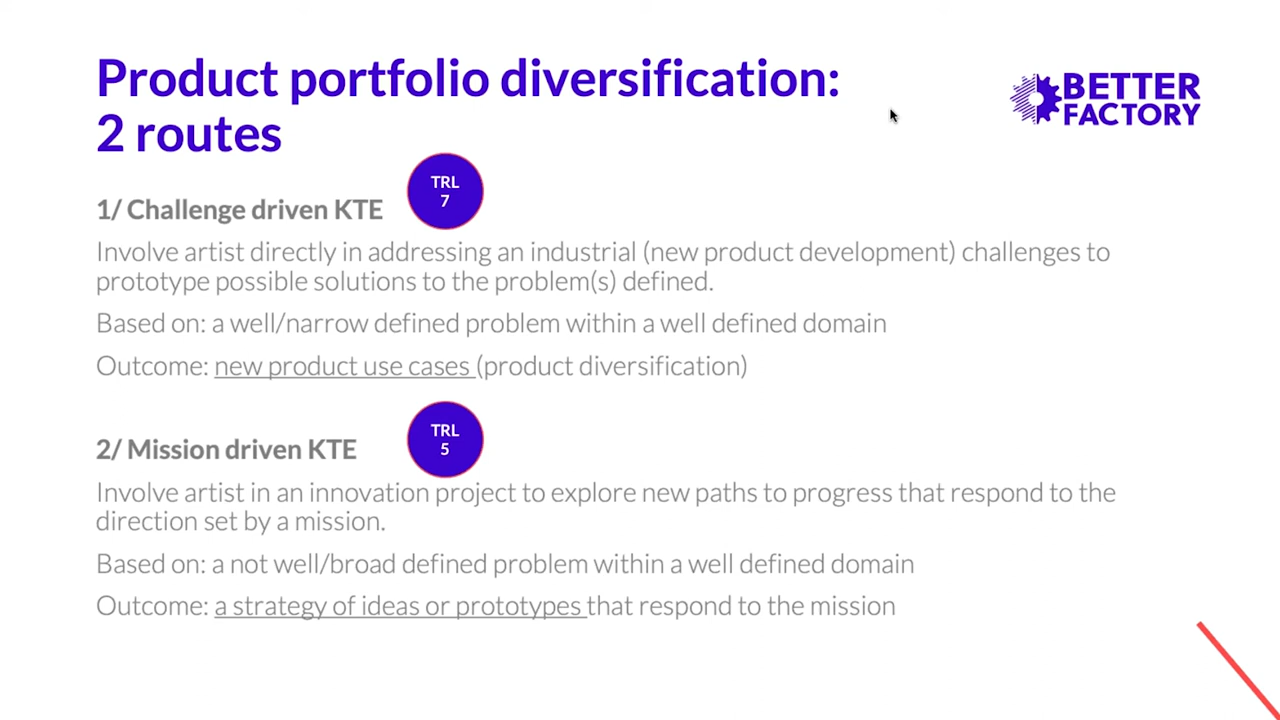 Product portfolio diversification:
2 routes
BETTER
FACTORY
TRL
7
1/ Challenge driven KTE
Involve artist directly in addressing an industrial (new product development) challenges to
prototype possible solutions to the problem(s) defined.
Based on: a well/narrow defined problem within a well defined domain
Outcome: new product use cases (product diversification)
TRL
5
2/ Mission driven KTE
Involve artist in an innovation project to explore new paths to progress that respond to the
direction set by a mission.
Based on: a not well/broad defined problem within a well defined domain
Outcome: a strategy of ideas or prototypes that respond to the mission